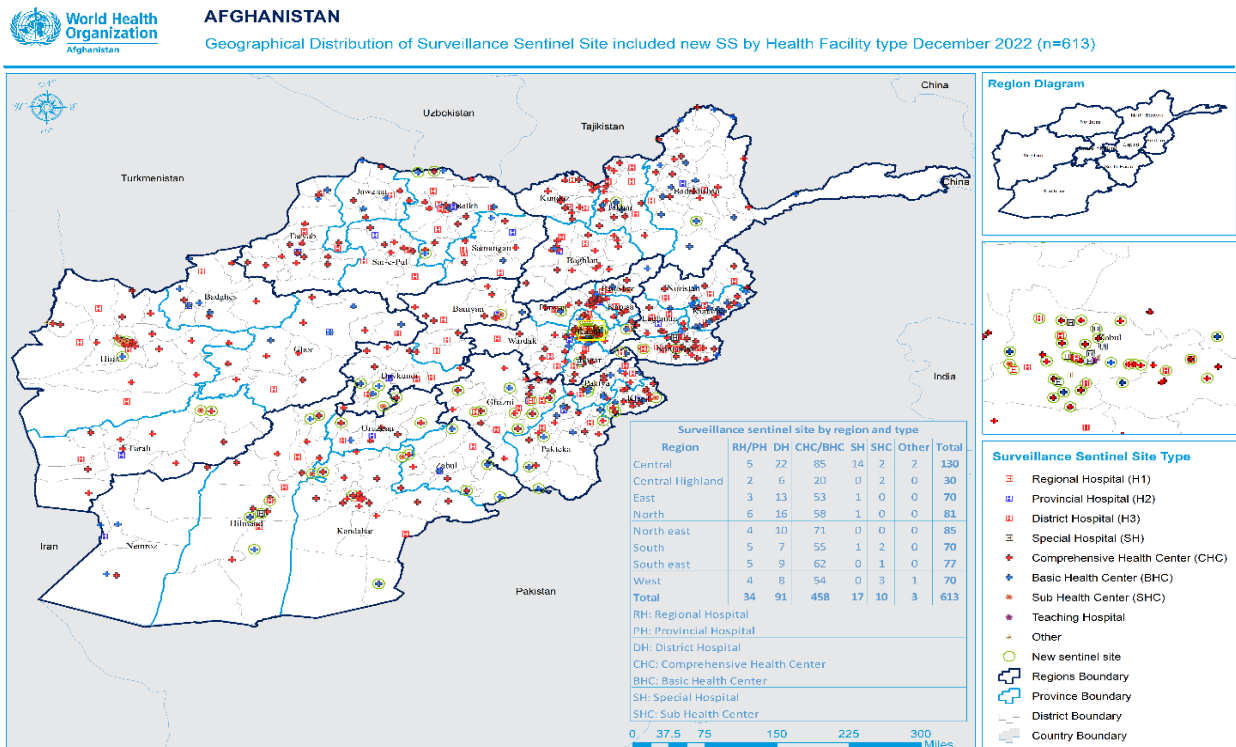 World Health
Organization
Afghanistan
AFGHANISTAN
Geographical Distribution of Surveillance Sentinel Site included new SS by Health Facility type December 2022 (n=613)
Uzbokistan
Tajikistan
China
Turkmenistan
China
Iran
Pakistan
India
Jawzjan
Balkh
Kunduz
Takhar
Badakhshan
Faryab
Sar-e-Pul
Samangan
Baghlan
Badghes
Bamyan
Nuristan
Kapisa
Wardak
Hirat
Ghor
Daykundi
Ghazni
Paktya
Uruzgan
Farah
Zabul
Paktika
Hilmand
Kandahar
Nemroz
Surveillance sentinel site by region and type
Region RH/PH DH CHC/BHC SH SHC Other Total
Central 5 22 85 14 2 2 130
Central Highland 2 6 20 0 2 0 30
East 3 13 53 1 0 0 70
North 6 16 58 1 0 0 81
North east 4 10 71 0 0 0 85
South 5 7 55 1 2 0 70
South east 5 9 62 0 1 0 77
West 4 8 54 0 3 1 70
Total 34 91 458 17 10 3 613
RH: Regional Hospital
PH: Provincial Hospital
DH: District Hospital
CHC: Comprehensive Health Center
BHC: Basic Health Center
SH: Special Hospital
SHC: Sub Health Center
0 37.5 75 150 225 300
Miles
Region Diagram
Kabul
Surveillance Sentinel Site Type
Regional Hospital (H1)
Provincial Hospital (H2)
District Hospital (H3)
Special Hospital (SH)
Comprehensive Health Center (CHC)
Basic Health Center (BHC)
Sub Health Center (SHC)
Teaching Hospital
Other
New sentinel site
Regions Boundary
Province Boundary
District Boundary
Country Boundary